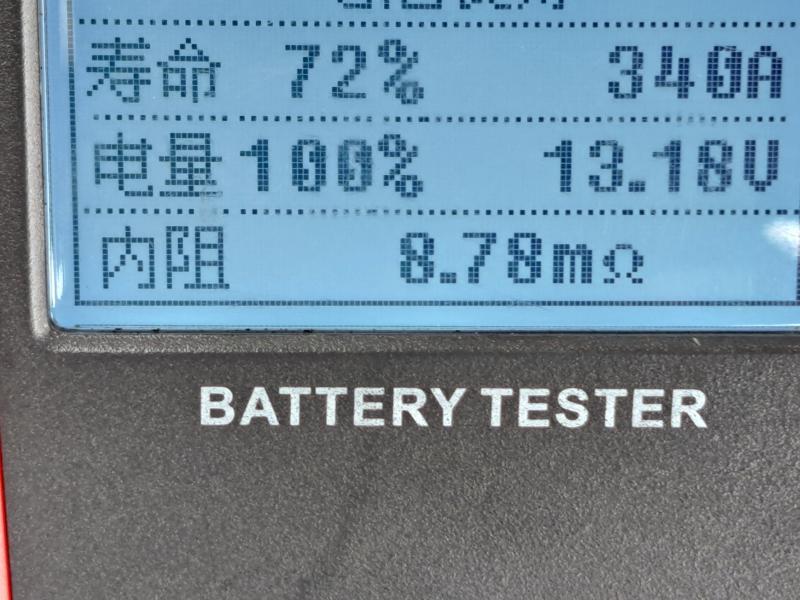 寿命 72% 340A
电量 100% 13.18V
内阻 8.78mΩ
BATTERY TESTER